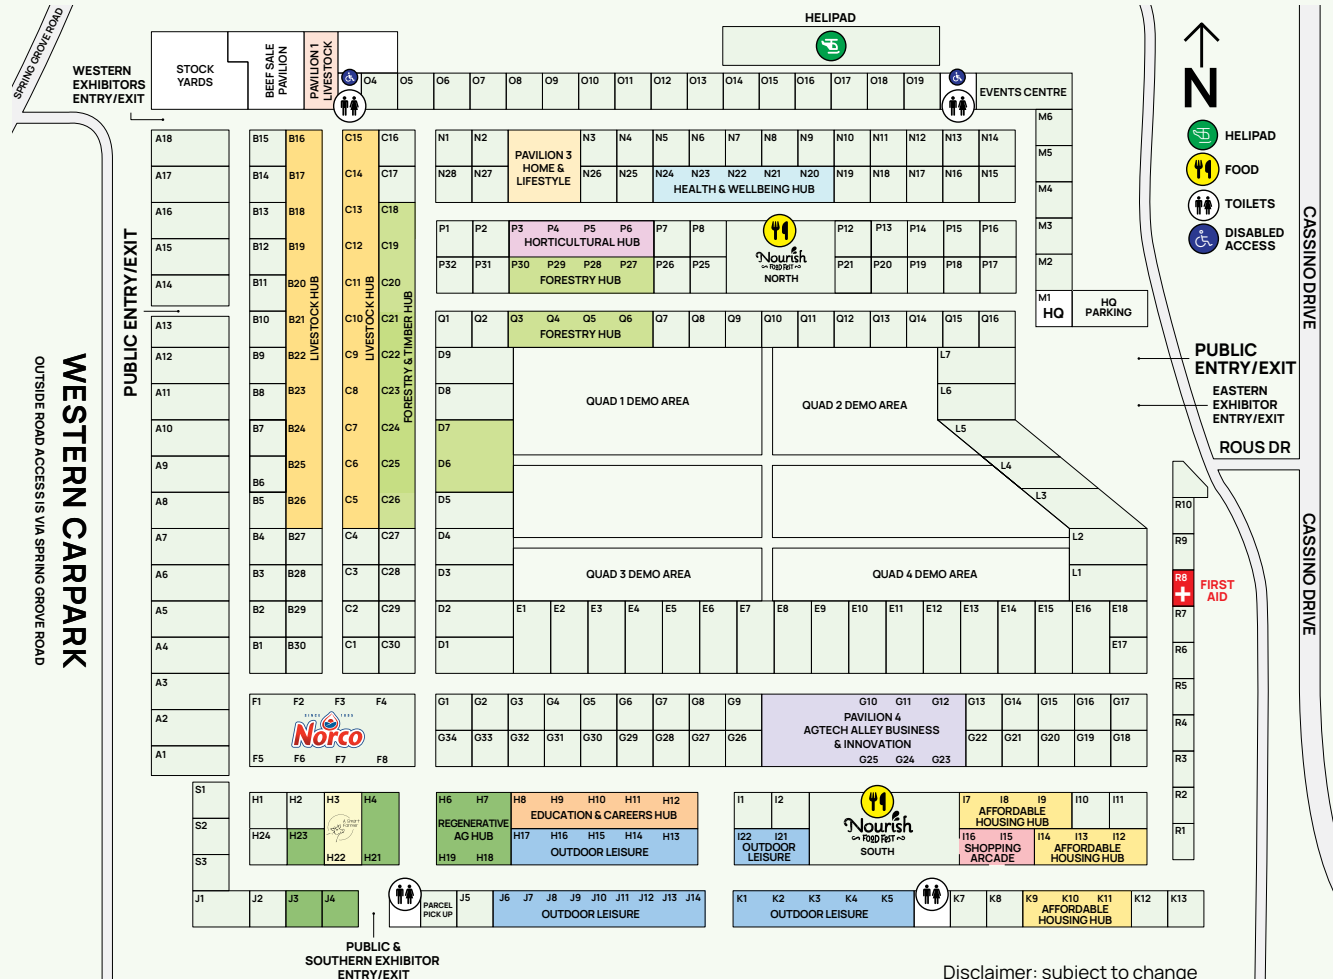 SPRING GROVE ROAD
HELIPAD
WESTERN
EXHIBITORS
ENTRY/EXIT
STOCK
YARDS
BEEF SALE
PAVILION
PAVILION 1
LIVESTOCK
O4 O5 O6 O7 O8 O9 O10 O11 O12 O13 O14 O15 O16 O17 O18 O19
EVENTS CENTRE
N
HELIPAD
FOOD
TOILETS
DISABLED
ACCESS
M6
M5
M4
M3
M2
M1
HQ
HQ
PARKING
A18
A17
A16
A15
A14
A13
A12
A11
A10
A9
A8
A7
A6
A5
A4
A3
A2
A1
B15
B14
B13
B12
B11
B10
B9
B8
B7
B6
B5
B4
B3
B2
B1
B16
B17
B18
B19
B20
B21
B22
B23
B24
B25
B26
B27
B28
B29
B30
LIVESTOCK HUB
C15
C14
C13
C12
C11
C10
C9
C8
C7
C6
C5
C4
C3
C2
C1
LIVESTOCK HUB
C16
C17
C18
C19
C20
C21
C22
C23
C24
C25
C26
C27
C28
C29
C30
FORESTRY & TIMBER HUB
N1 N2 N3 N4 N5 N6 N7 N8 N9 N10 N11 N12 N13 N14
PAVILION 3
HOME &
LIFESTYLE
N28 N27 N26 N25 N24 N23 N22 N21 N20 N19 N18 N17 N16 N15
HEALTH & WELLBEING HUB
P1 P2 P3 P4 P5 P6 P7 P8 P12 P13 P14 P15 P16
HORTICULTURAL HUB
Nourish
FOOD FEST
NORTH
P32 P31 P30 P29 P28 P27 P26 P25 P21 P20 P19 P18 P17
FORESTRY HUB
Q1 Q2 Q3 Q4 Q5 Q6 Q7 Q8 Q9 Q10 Q11 Q12 Q13 Q14 Q15 Q16
FORESTRY HUB
D9
D8
D7
D6
D5
D4
D3
D2
D1
QUAD 1 DEMO AREA
QUAD 2 DEMO AREA
QUAD 3 DEMO AREA
QUAD 4 DEMO AREA
L7
L6
L5
L4
L3
L2
L1
E1 E2 E3 E4 E5 E6 E7 E8 E9 E10 E11 E12 E13 E14 E15 E16 E18
E17
PUBLIC ENTRY/EXIT
WESTERN CARPARK
OUTSIDE ROAD ACCESS IS VIA SPRING GROVE ROAD
PUBLIC
ENTRY/EXIT
EASTERN
EXHIBITOR
ENTRY/EXIT
ROUS DR
CASSINO DRIVE
CASSINO DRIVE
R10
R9
R8
FIRST
AID
R7
R6
R5
R4
R3
R2
R1
F1 F2 F3 F4
SINCE 1895
Norco
F5 F6 F7 F8
G1 G2 G3 G4 G5 G6 G7 G8 G9 G10 G11 G12 G13 G14 G15 G16 G17
PAVILION 4
AGTECH ALLEY BUSINESS
& INNOVATION
G34 G33 G32 G31 G30 G29 G28 G27 G26 G25 G24 G23 G22 G21 G20 G19 G18
S1
S2
S3
H1 H2 H3 H4
A Smart
Farmer
H24 H23 H22 H21
H6 H7
REGENERATIVE
AG HUB
H19 H18
H8 H9 H10 H11 H12
EDUCATION & CAREERS HUB
H17 H16 H15 H14 H13
OUTDOOR LEISURE
I1 I2
I22 I21
OUTDOOR
LEISURE
Nourish
FOOD FEST
SOUTH
I7 I8 I9 I10 I11
AFFORDABLE
HOUSING HUB
I16 I15
SHOPPING
ARCADE
I14 I13 I12
AFFORDABLE
HOUSING HUB
J1 J2 J3 J4
PARCEL
PICK UP
J5 J6 J7 J8 J9 J10 J11 J12 J13 J14
OUTDOOR LEISURE
K1 K2 K3 K4 K5
OUTDOOR LEISURE
K7 K8 K9 K10 K11 K12 K13
AFFORDABLE
HOUSING HUB
PUBLIC &
SOUTHERN EXHIBITOR
ENTRY/EXIT
Disclaimer: subject to change